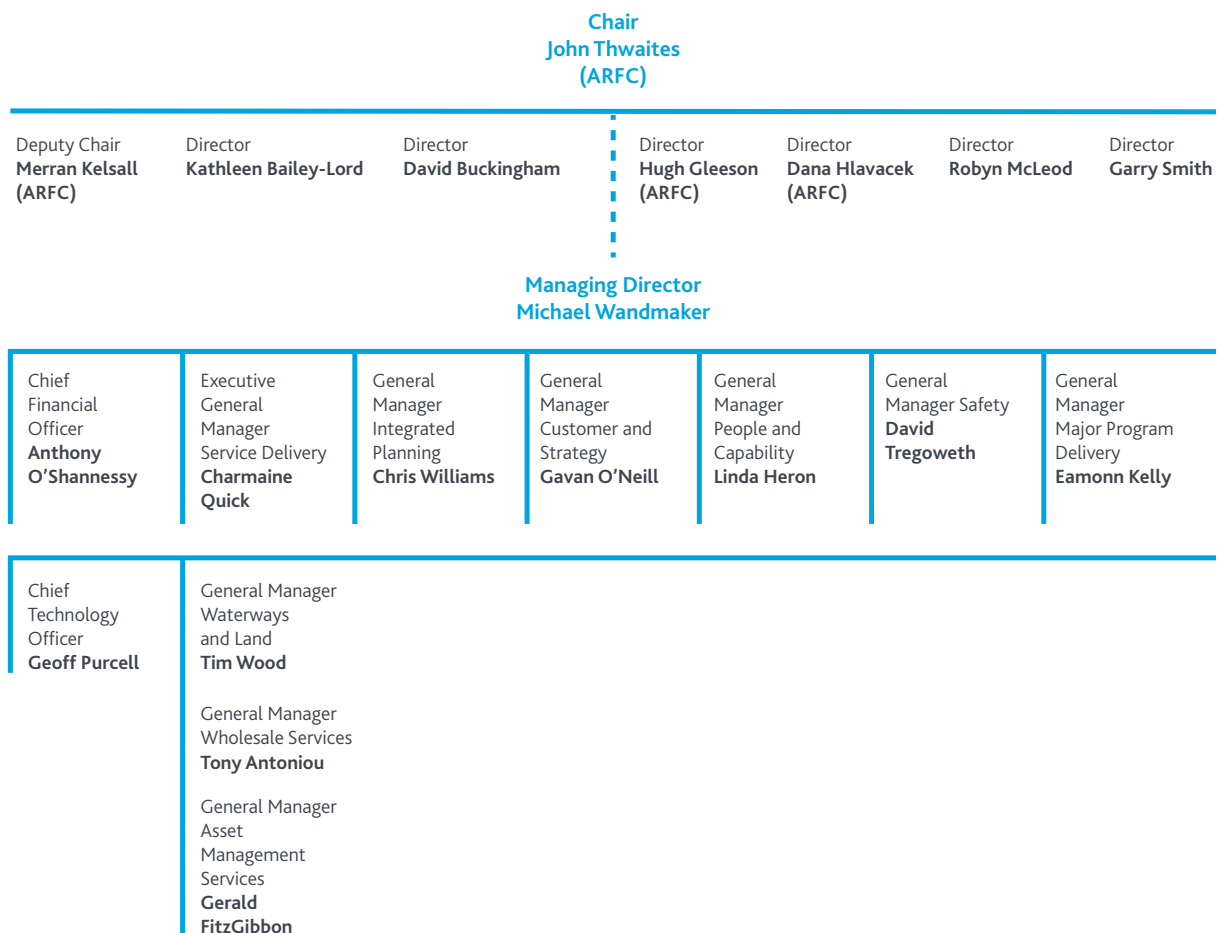 Chair
John Thwaites
(ARFC)
Deputy Chair
Merran Kelsall
(ARFC)
Director
Kathleen Bailey-Lord
Director
David Buckingham
Director
Hugh Gleeson
(ARFC)
Director
Dana Hlavacek
(ARFC)
Director
Robyn McLeod
Director
Garry Smith
Managing Director
Michael Wandmaker
Chief
Financial
Officer
Anthony
O’Shannessy
Executive
General
Manager
Service Delivery
Charmaine
Quick
General
Manager
Integrated
Planning
Chris Williams
General
Manager
Customer and
Strategy
Gavan O’Neill
General
Manager
People and
Capability
Linda Heron
General
Manager Safety
David
Tregoweth
General
Manager
Major Program
Delivery
Eamonn Kelly
Chief
Technology
Officer
Geoff Purcell
General Manager
Waterways
and Land
Tim Wood
General Manager
Wholesale Services
Tony Antoniou
General Manager
Asset
Management
Services
Gerald
FitzGibbon